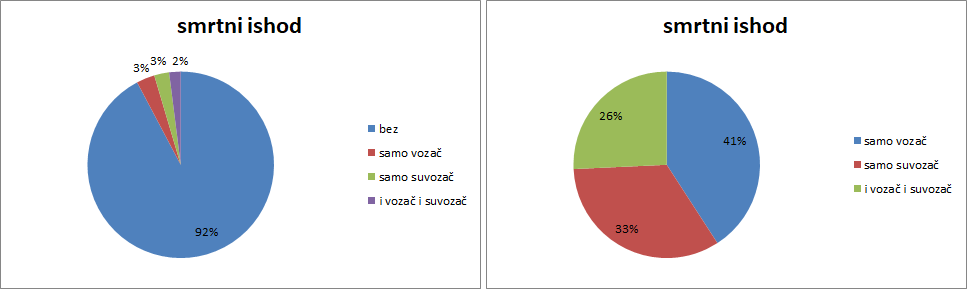 smrtni ishod
3%
3%
2%
92%
bez
samo vozač
samo suvozač
i vozač i suvozač
smrtni ishod
26%
41%
33%
samo vozač
samo suvozač
i vozač i suvozač